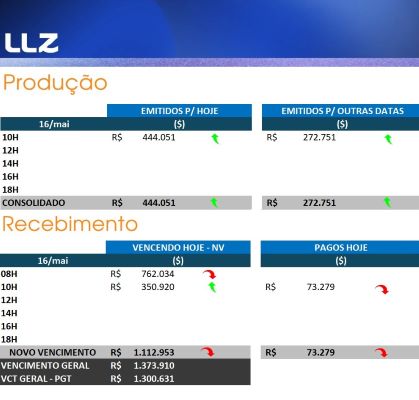 LLZ
Produção
EMITIDOS P/ HOJE EMITIDOS P/ OUTRAS DATAS
16/mai ($) ($)
10H R$ 444.051 R$ 272.751
12H
14H
16H
18H
CONSOLIDADO R$ 444.051 R$ 272.751
Recebimento
VENCENDO HOJE - NV PAGOS HOJE
16/mai ($) ($)
08H R$ 762.034
10H R$ 350.920 R$ 73.279
12H
14H
16H
18H
NOVO VENCIMENTO R$ 1.112.953 R$ 73.279
VENCIMENTO GERAL R$ 1.373.910
VCT GERAL - PGT R$ 1.300.631